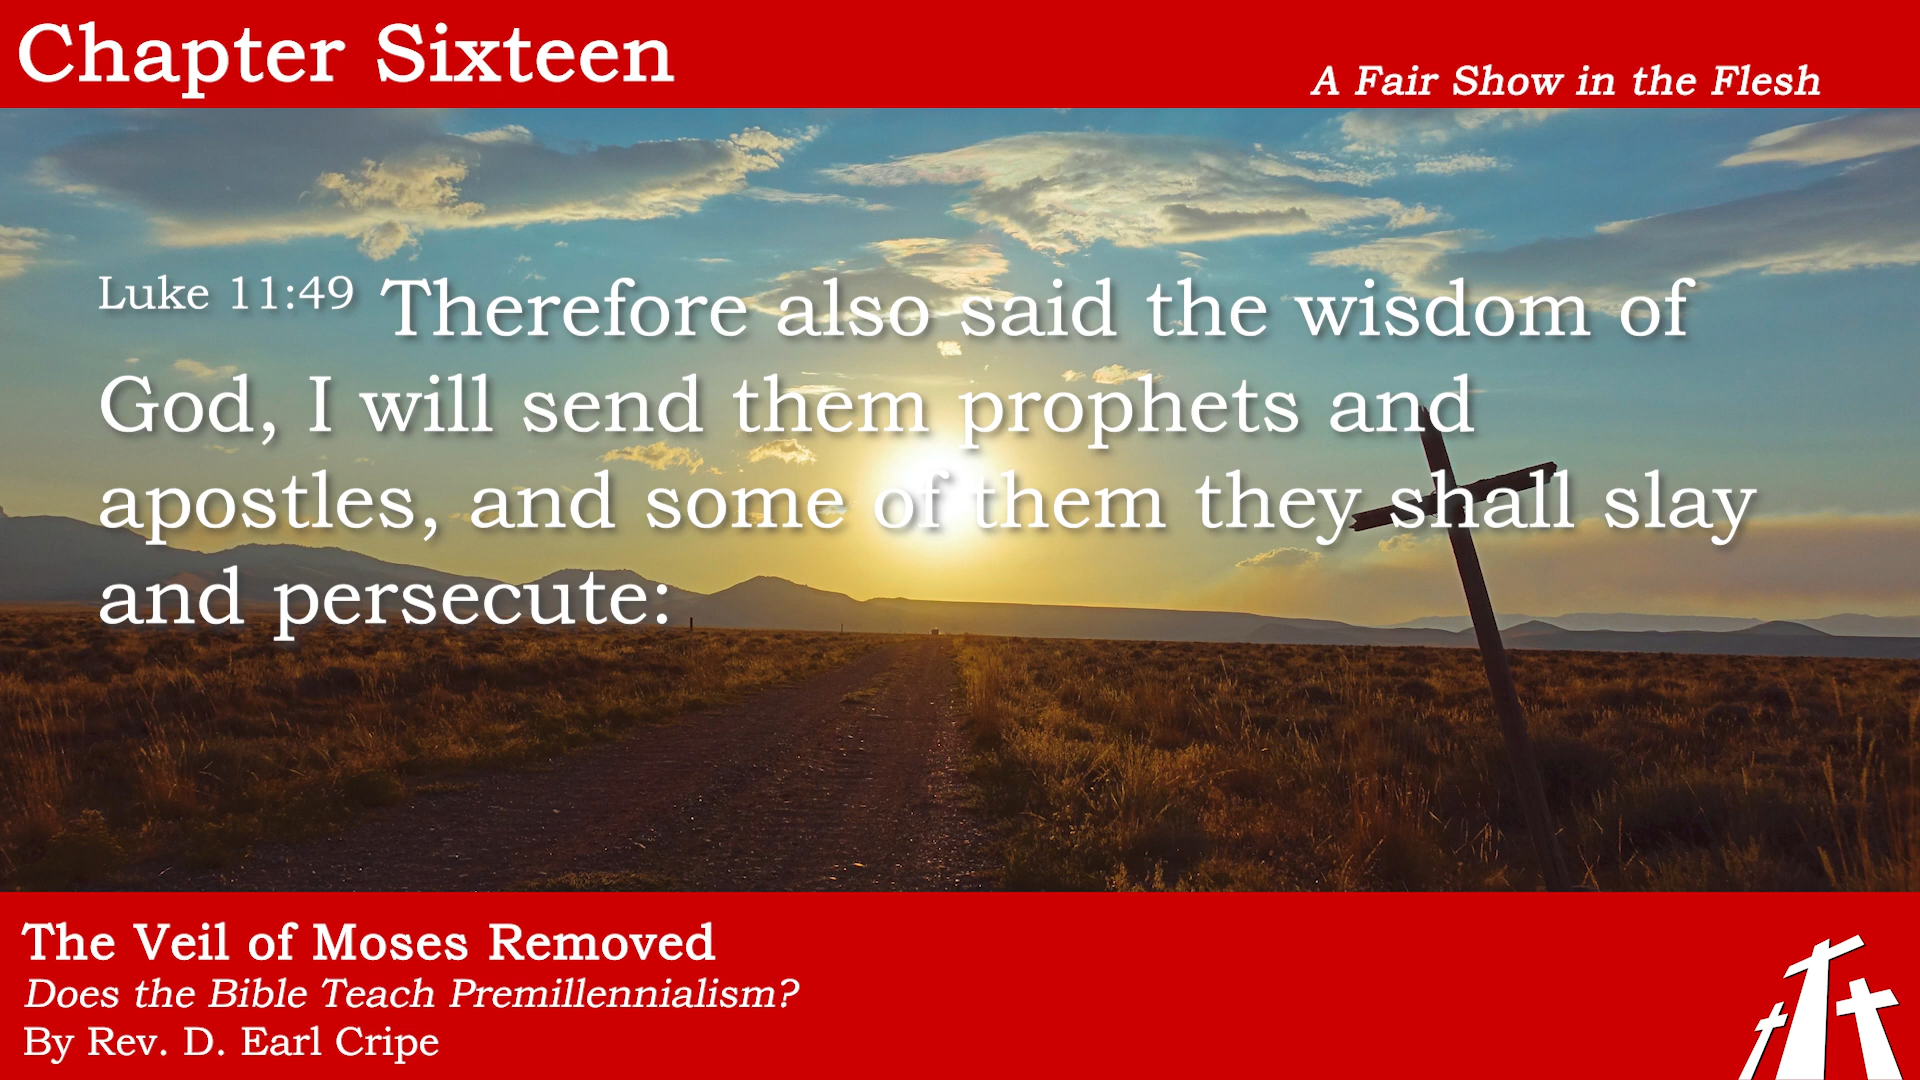 Chapter Sixteen
A Fair Show in the Flesh
Luke 11:49 Therefore also said the wisdom of
God, I will send them prophets and
apostles, and some of them they shall slay
and persecute:
The Veil of Moses Removed
Does the Bible Teach Premillennialism?
By Rev. D. Earl Cripe